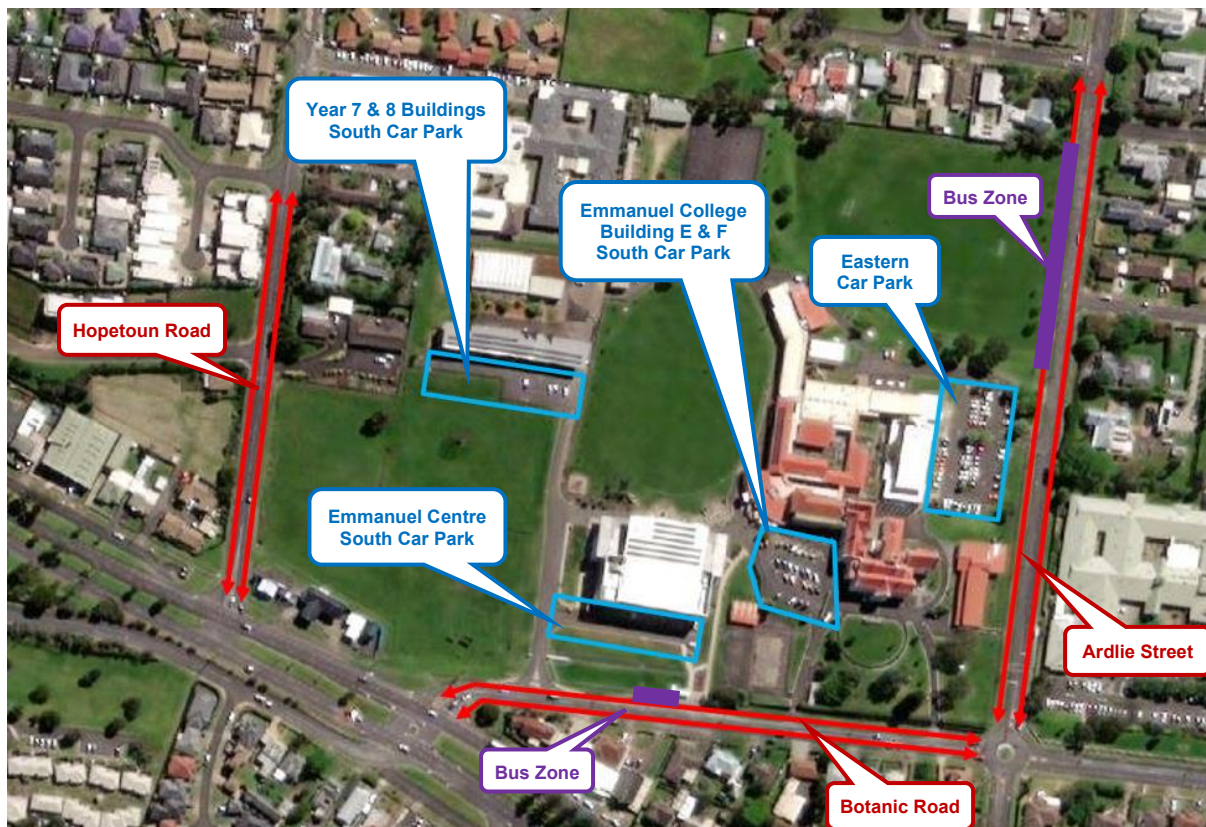 Year 7 & 8 Buildings
South Car Park
Emmanuel College
Building E & F
South Car Park
Bus Zone
Eastern
Car Park
Hopetoun Road
Emmanuel Centre
South Car Park
Ardlie Street
Bus Zone
Botanic Road